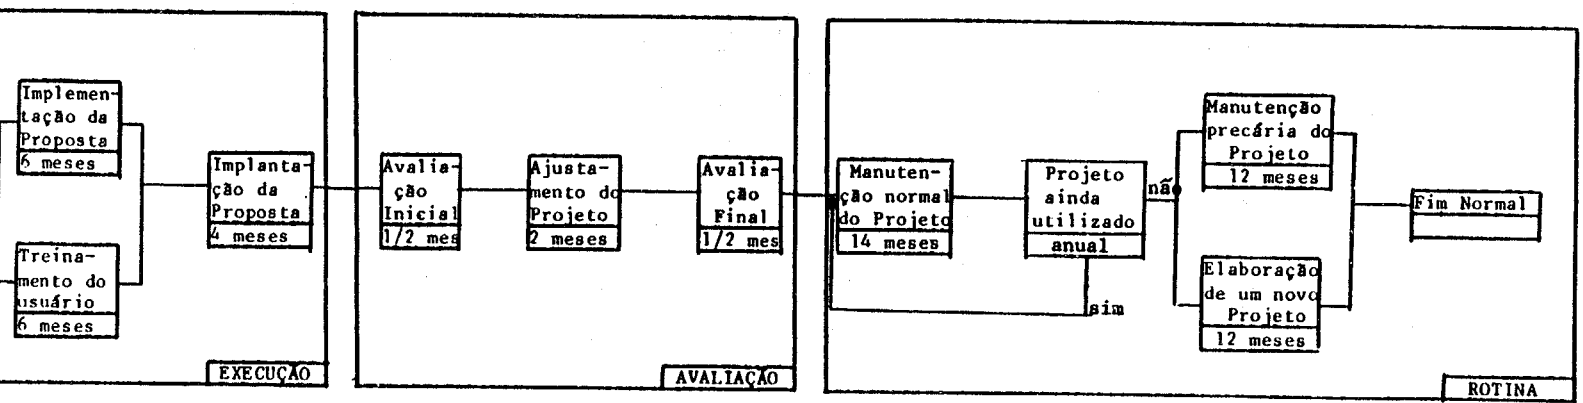 Implemen-
tação da
Proposta
6 meses
Treina-
mento do
usuário
6 meses
Implanta-
ção da
Proposta
4 meses
EXECUÇÃO
Avalia-
ção
Inicial
1/2 mes
Ajusta-
mento do
Projeto
2 meses
Avalia-
ção
Final
1/2 mes
AVALIAÇÃO
Manuten-
ção normal
do Projeto
14 meses
Projeto
ainda
utilizado
anual
não
sim
Manutenção
precária do
Projeto
12 meses
Elaboração
de um novo
Projeto
12 meses
Fim Normal
ROTINA